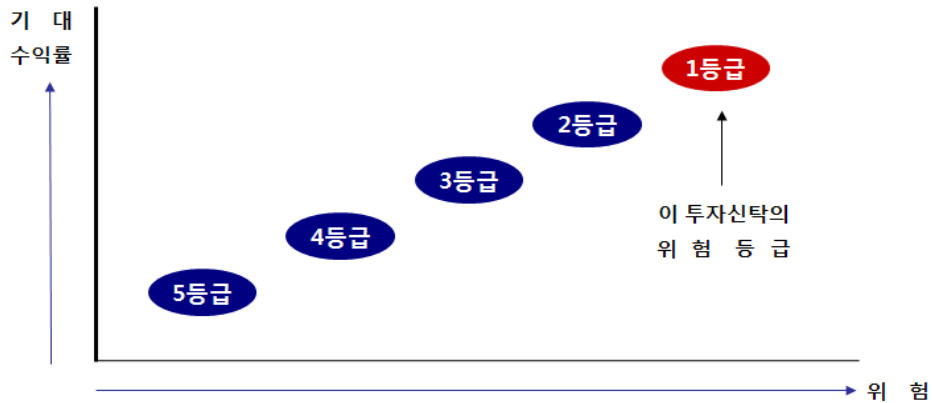 기 대
수익률
1등급
2등급
3등급
4등급
5등급
이 투자신탁의
위 험 등 급
위 험